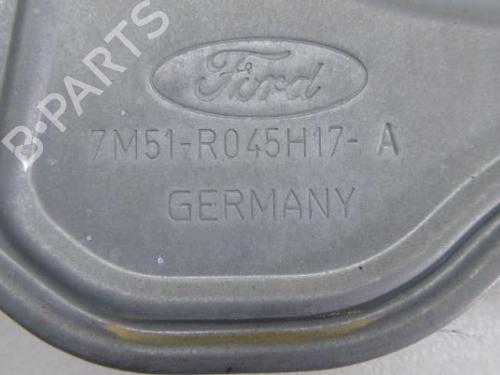 B-PARTS
Ford
7M51-R045H17- A
GERMANY